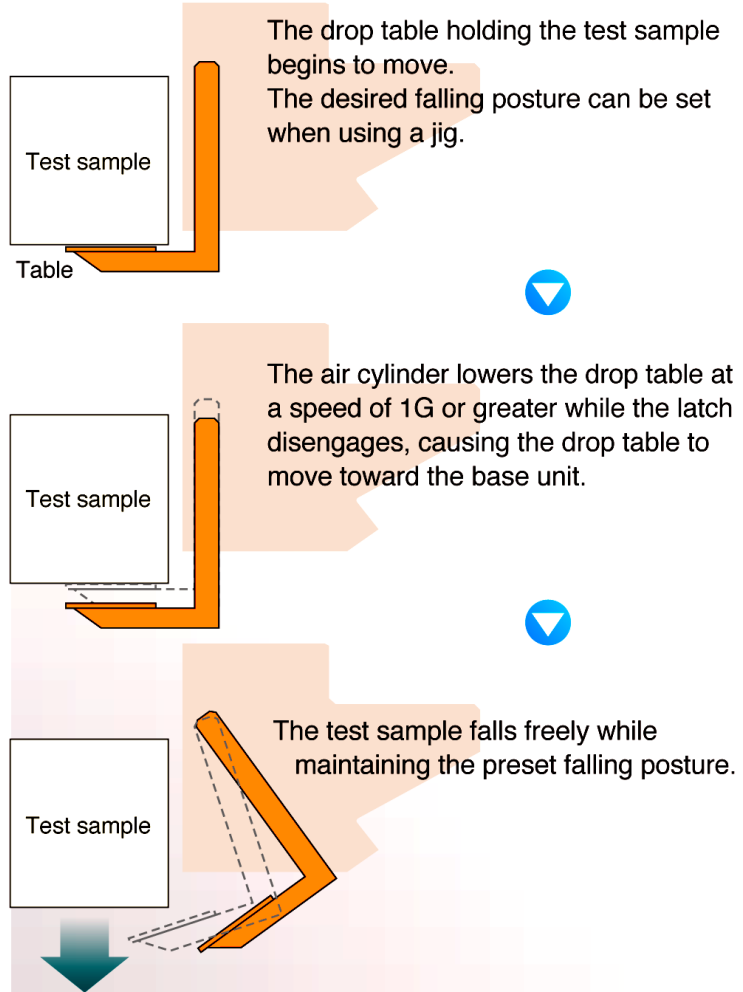 The drop table holding the test sample
begins to move.
The desired falling posture can be set
when using a jig.
Test sample
Table
The air cylinder lowers the drop table at
a speed of 1G or greater while the latch
disengages, causing the drop table to
move toward the base unit.
Test sample
The test sample falls freely while
maintaining the preset falling posture.
Test sample